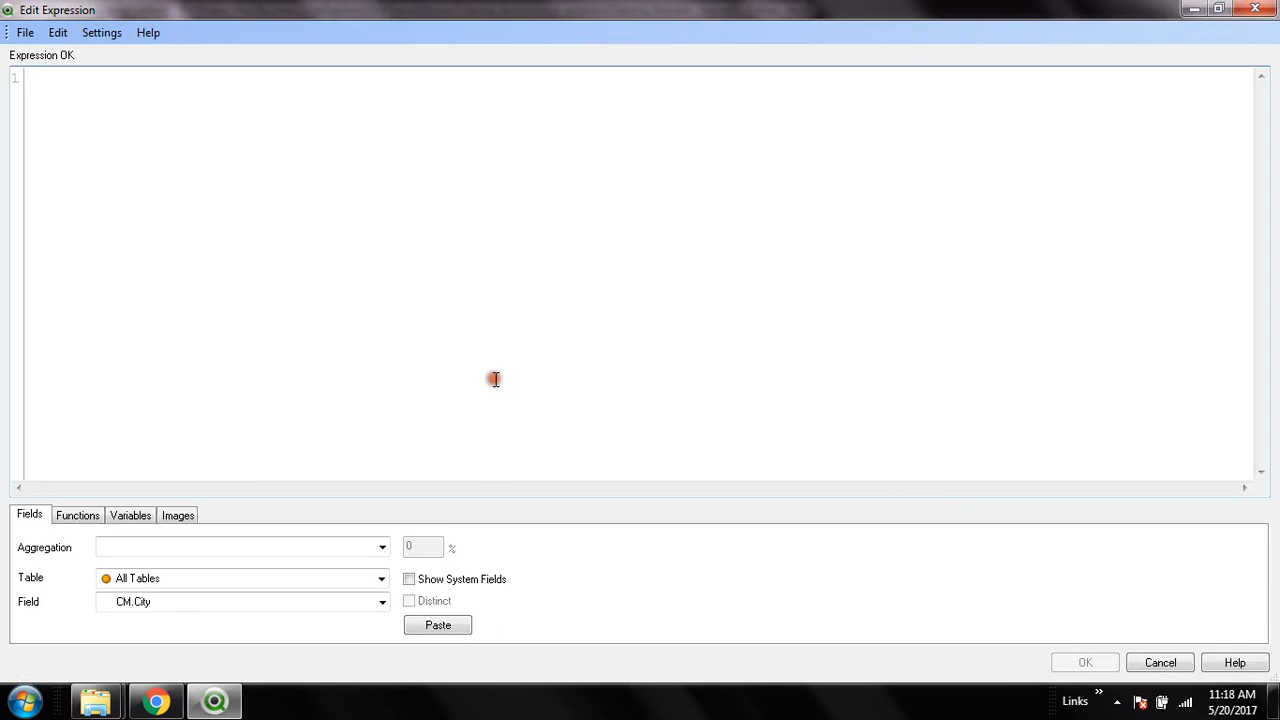 Edit Expression
File Edit Settings Help
Expression OK
1
Fields Functions Variables Images
Aggregation 0 %
Table All Tables Show System Fields
Field CM.City Distinct
Paste
OK Cancel Help
Links » 11:18 AM
5/20/2017